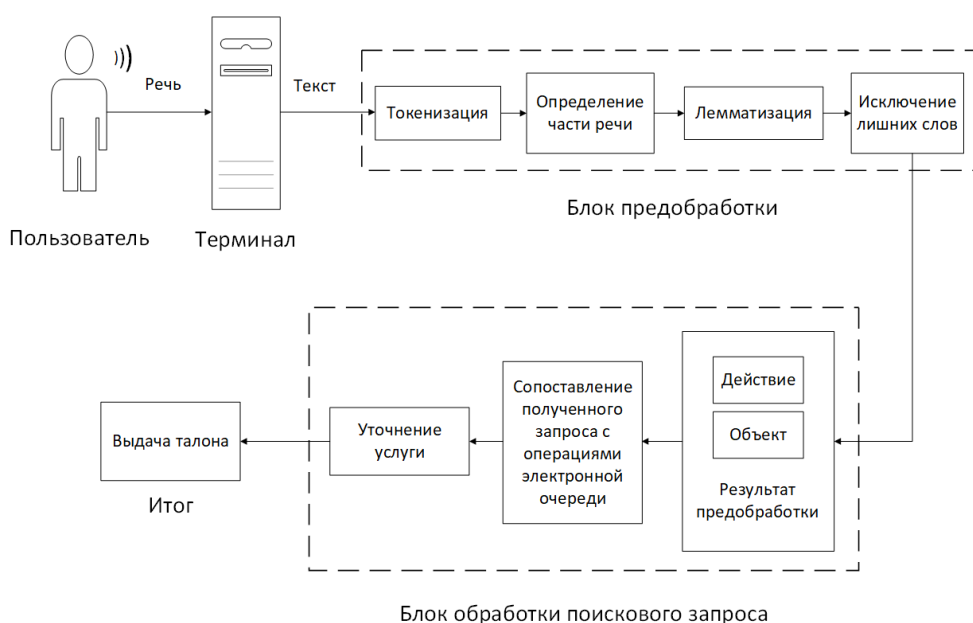 Речь
Текст
Токенизация
Определение
части речи
Лемматизация
Исключение
лишних слов
Блок предобработки
Пользователь
Терминал
Действие
Объект
Результат
предобработки
Сопоставление
полученного
запроса с
операциями
электронной
очереди
Уточнение
услуги
Выдача талона
Итог
Блок обработки поискового запроса